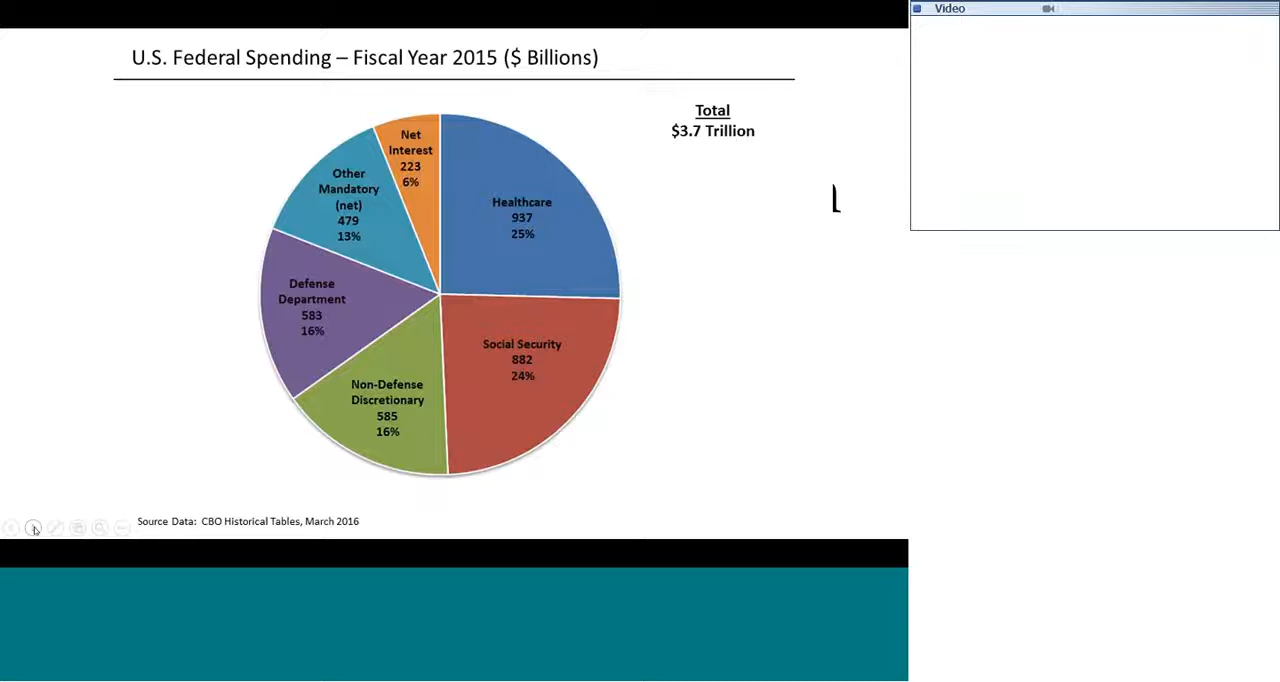 Video
U.S. Federal Spending – Fiscal Year 2015 ($ Billions)
Total
$3.7 Trillion
Net
Interest
223
6%
Other
Mandatory
(net)
479
13%
Healthcare
937
25%
Defense
Department
583
16%
Social Security
882
24%
Non-Defense
Discretionary
585
16%
Source Data:  CBO Historical Tables, March 2016